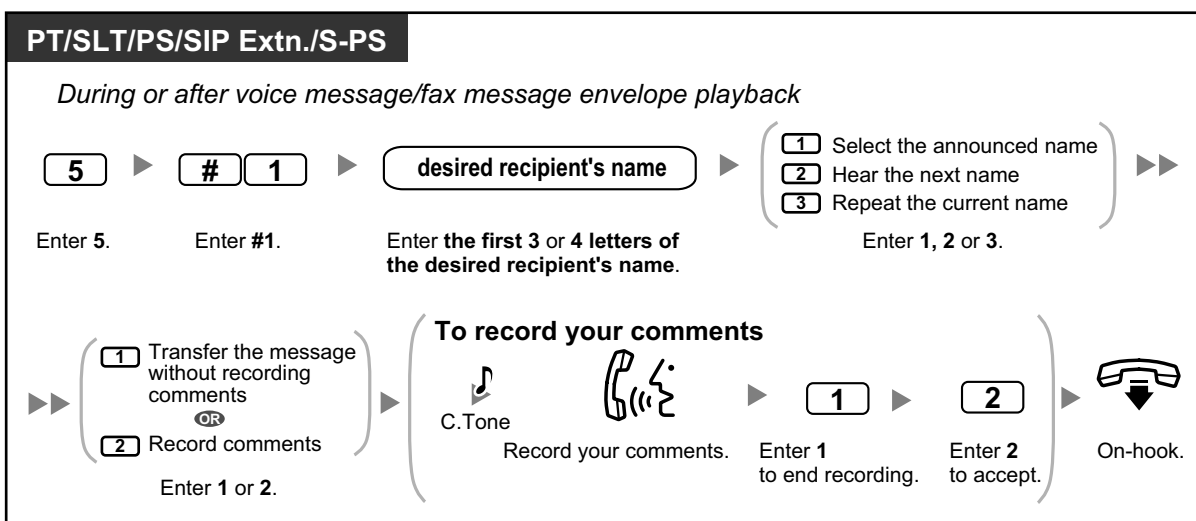 PT/SLT/PS/SIP Extn./S-PS
During or after voice message/fax message envelope playback
5
Enter 5.
# 1
Enter #1.
desired recipient's name
Enter the first 3 or 4 letters of
the desired recipient's name.
1 Select the announced name
2 Hear the next name
3 Repeat the current name
Enter 1, 2 or 3.
1 Transfer the message
without recording
comments
OR
2 Record comments
Enter 1 or 2.
To record your comments
C.Tone
Record your comments.
1
Enter 1
to end recording.
2
Enter 2
to accept.
On-hook.